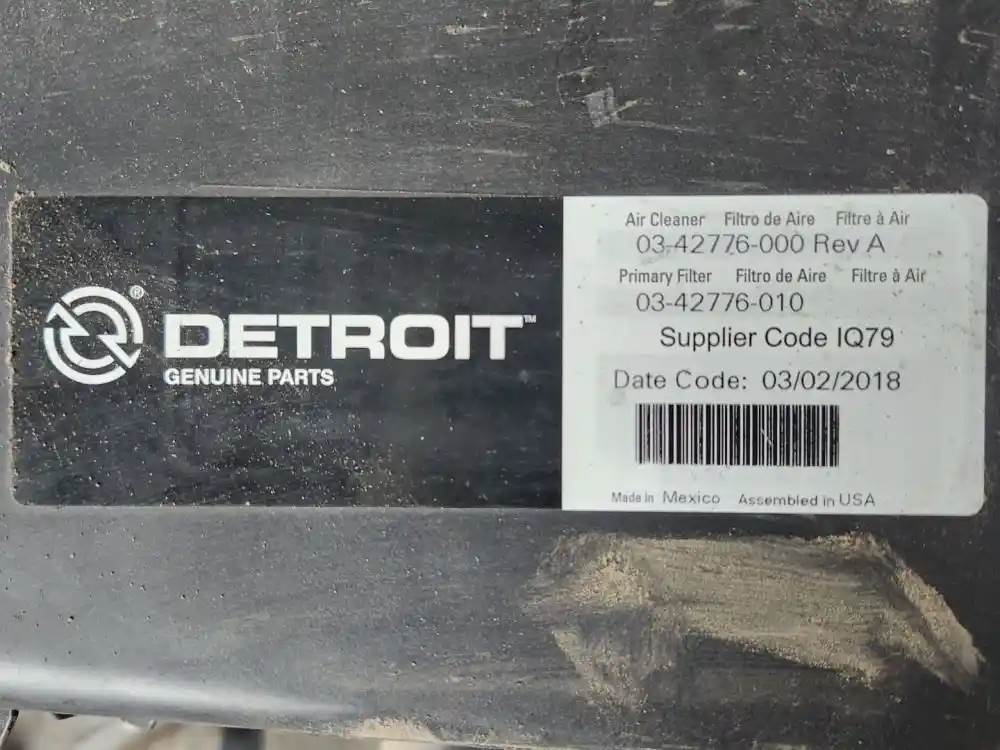 Air Cleaner Filtro de Aire Filtre à Air
03-42776-000 Rev A
Primary Filter Filtro de Aire Filtre à Air
03-42776-010
Supplier Code IQ79
Date Code: 03/02/2018
Made in Mexico Assembled in USA
® DETROIT™
GENUINE PARTS